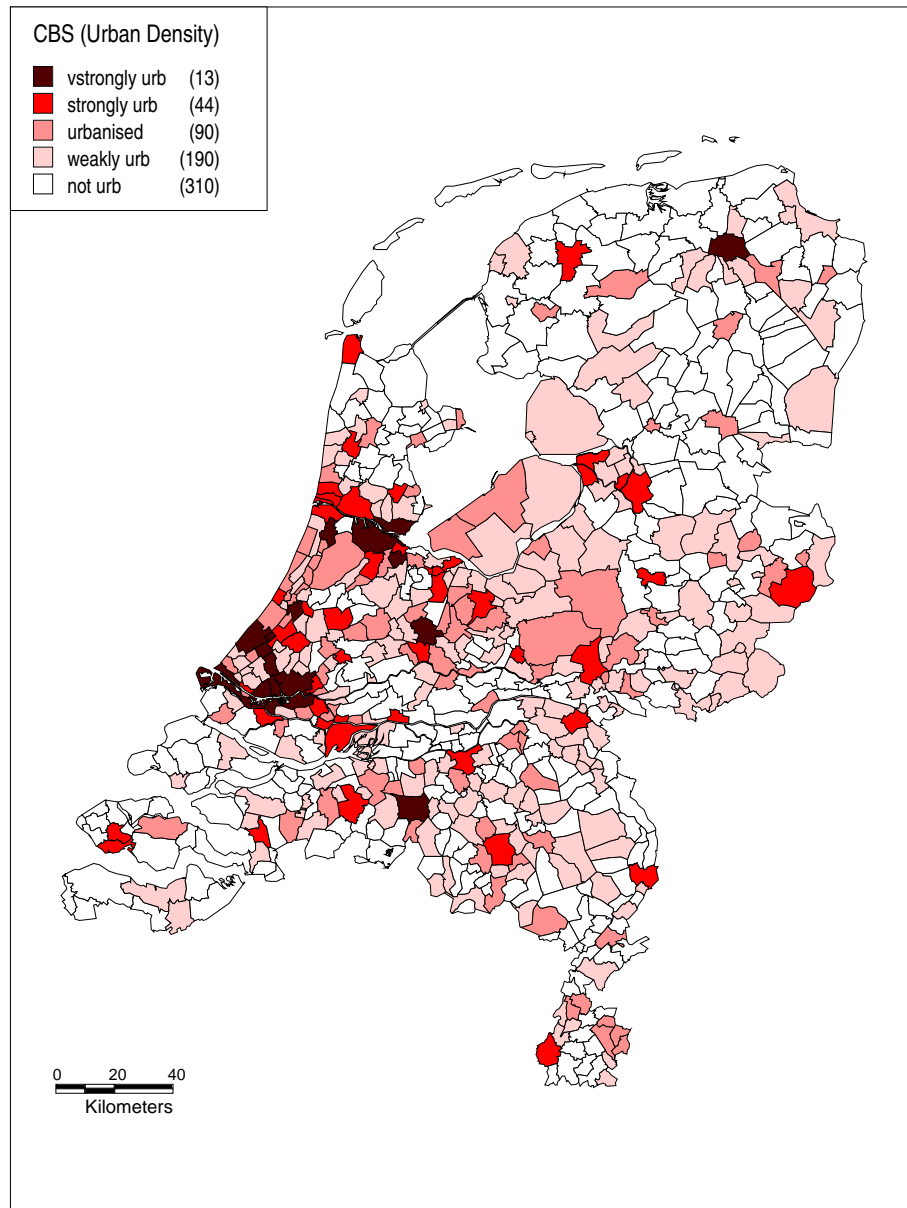 CBS (Urban Density)
vstrongly urb (13)
strongly urb (44)
urbanised (90)
weakly urb (190)
not urb (310)
0 20 40
Kilometers